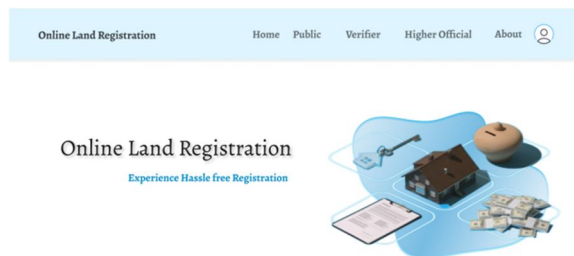 Online Land Registration Home Public Verifier Higher Official About
Online Land Registration
Experience Hassle free Registration